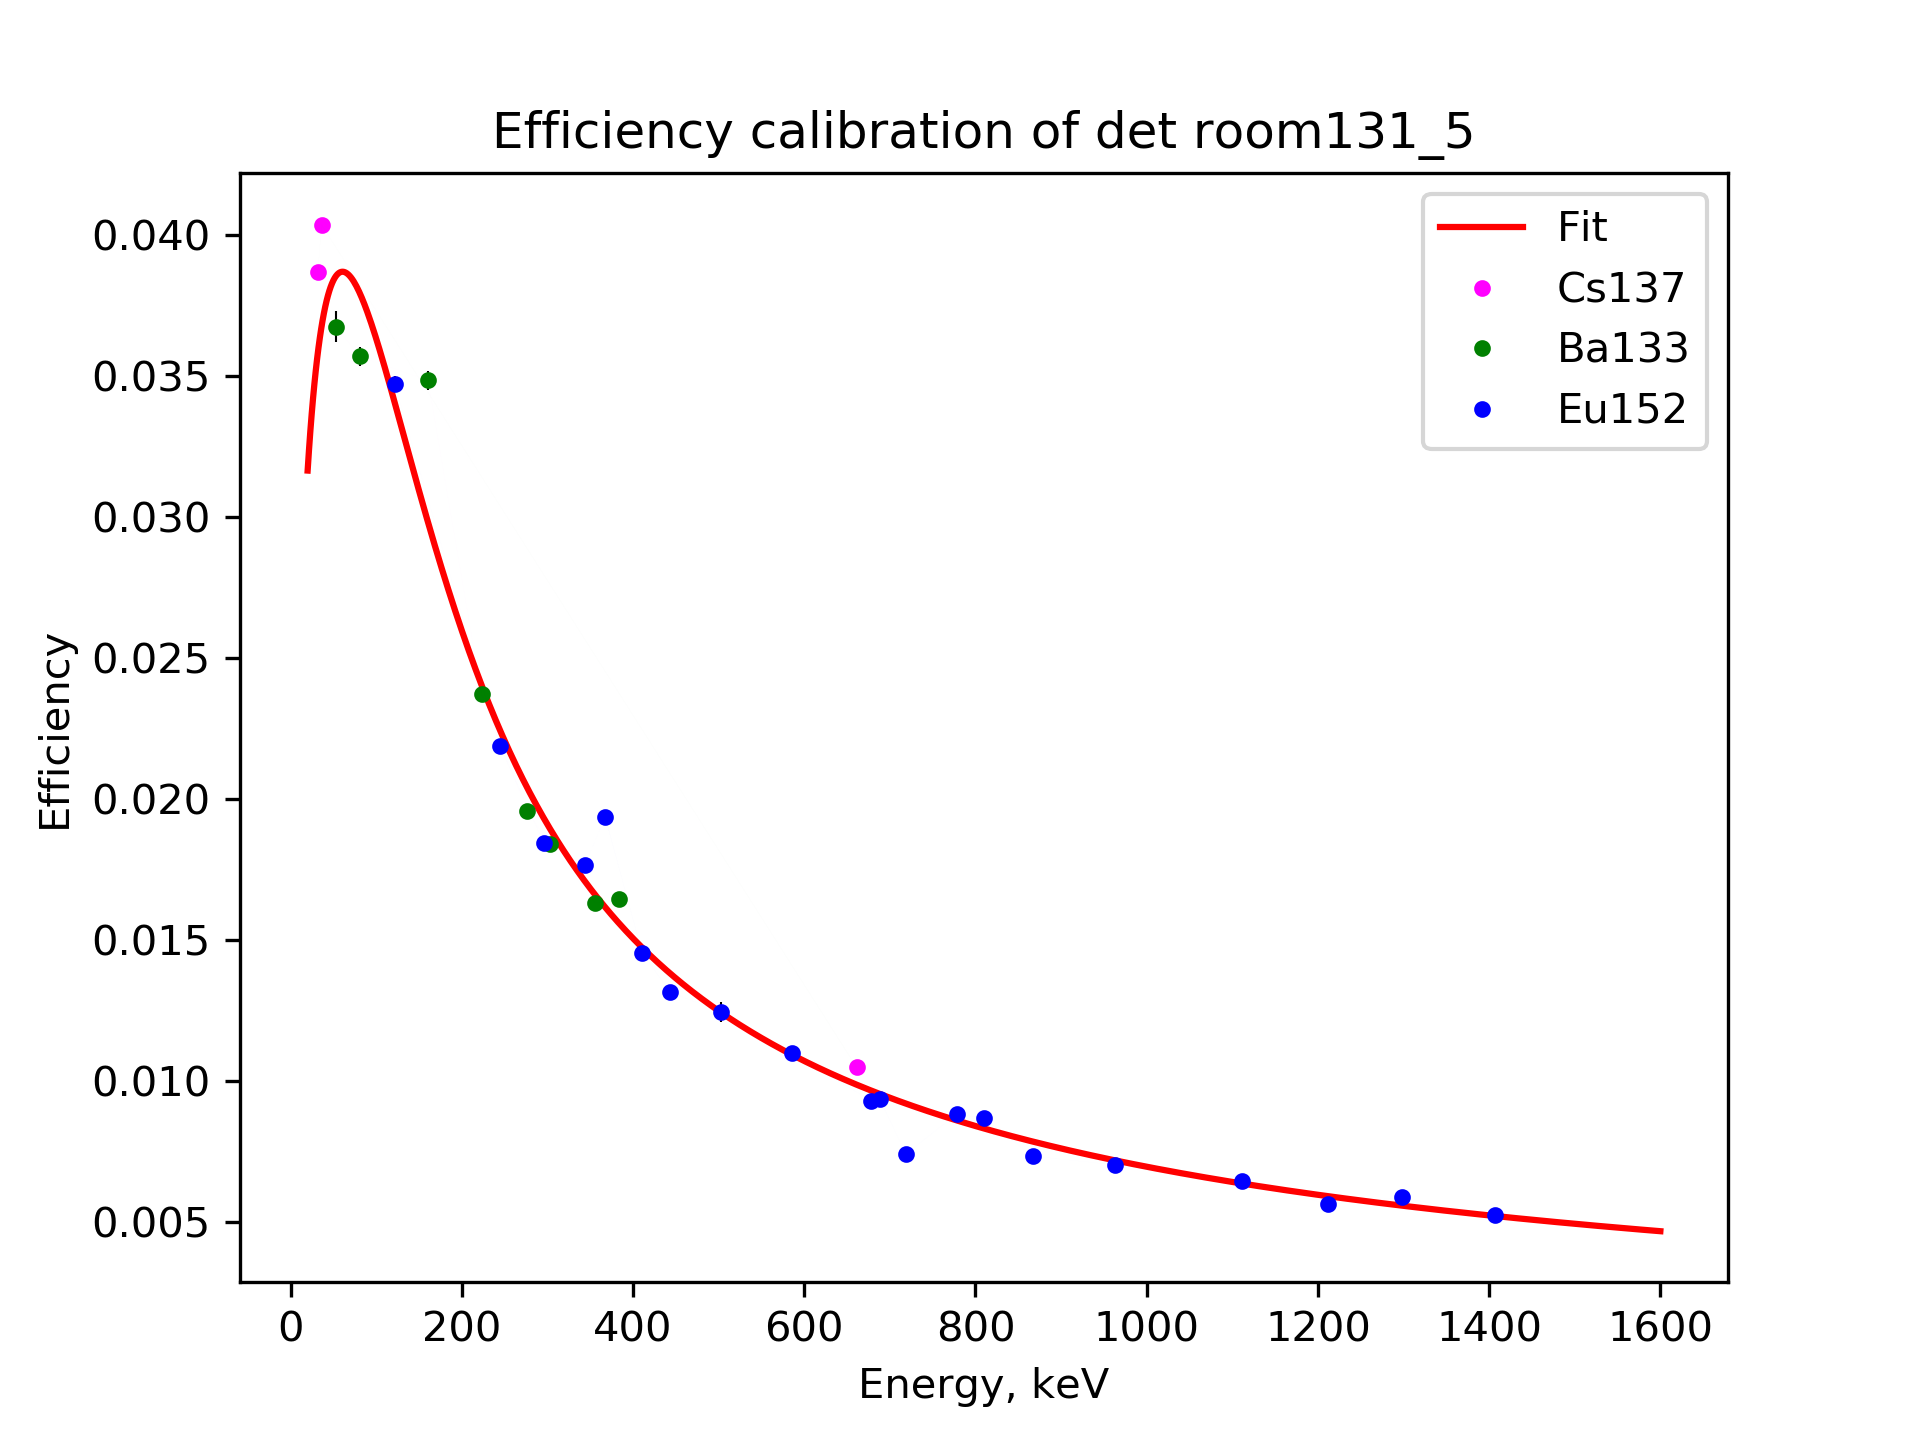 Efficiency calibration of det room131_5
0.040
0.035
0.030
0.025
0.020
0.015
0.010
0.005
Efficiency
Fit
Cs137
Ba133
Eu152
0 200 400 600 800 1000 1200 1400 1600
Energy, keV